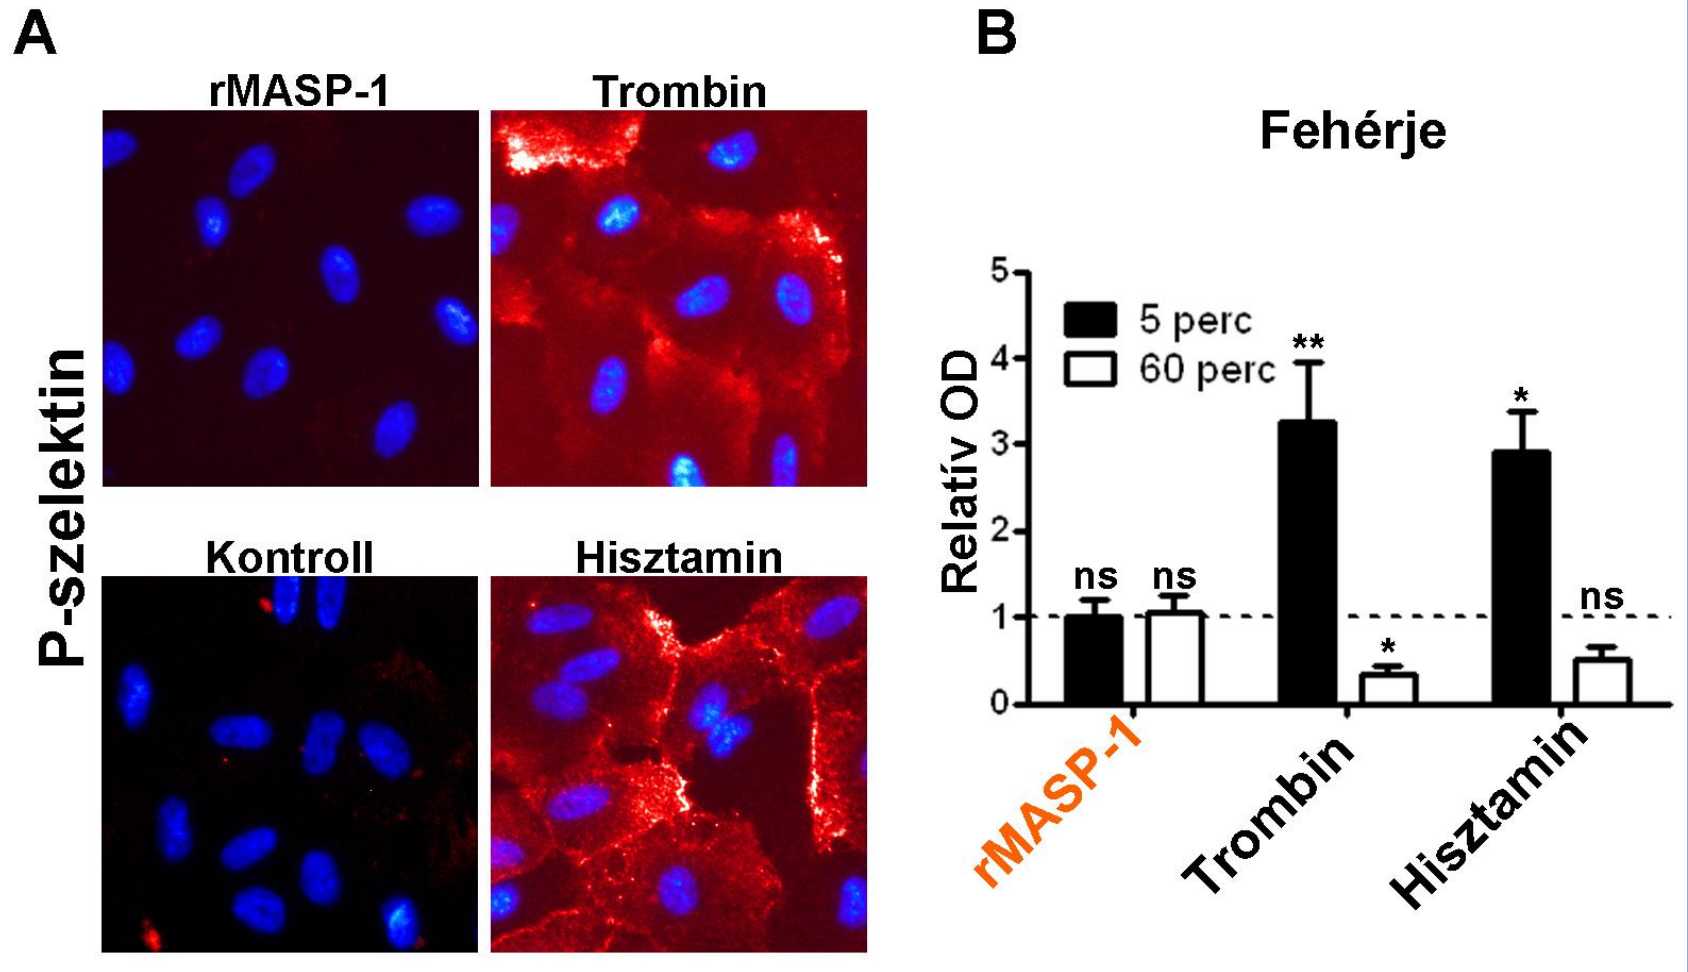 A
rMASP-1
Trombin
P-szelektin
Kontroll
Hisztamin
B
Fehérje
Relatív OD
5
4
3
2
1
0
5 perc
60 perc
ns
ns
**
*
*
ns
rMASP-1
Trombin
Hisztamin